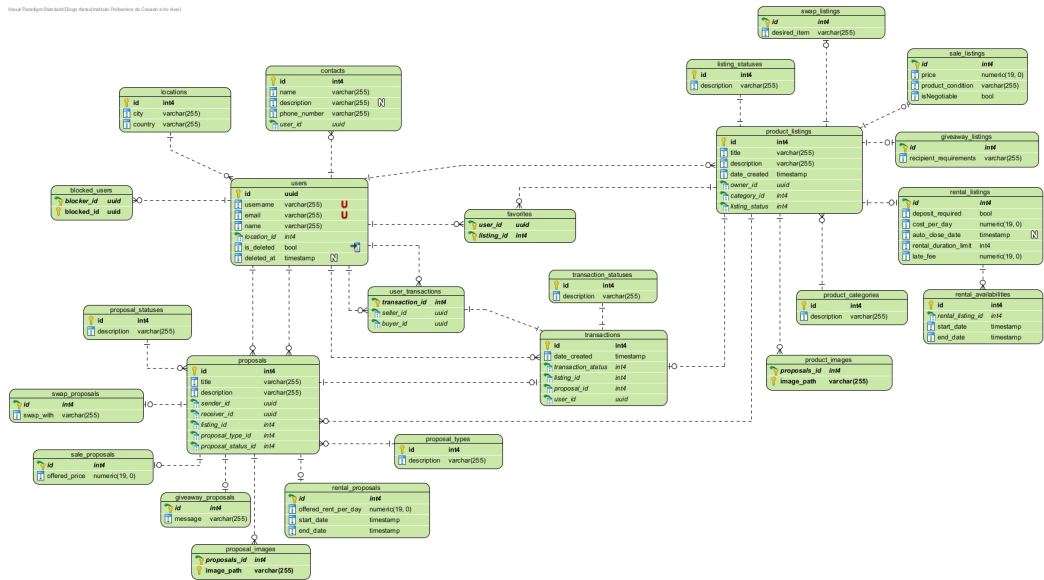 Visual Paradigm Standard(Diogo Abreu(Instituto Politecnico do Cavado e do Ave))
swap_listings
id int4
desired_item varchar(255)
listing_statuses
id int4
description varchar(255)
sale_listings
id int4
price numeric(19, 0)
product_condition varchar(255)
isNegotiable bool
contacts
id int4
name varchar(255)
description varchar(255) N
phone_number varchar(255)
user_id uuid
locations
id int4
city varchar(255)
country varchar(255)
product_listings
id int4
title varchar(255)
description varchar(255)
date_created timestamp
owner_id uuid
category_id int4
listing_status int4
giveaway_listings
id int4
recipient_requirements varchar(255)
blocked_users
blocker_id uuid
blocked_id uuid
users
id uuid
username varchar(255) U
email varchar(255) U
name varchar(255)
location_id int4
is_deleted bool
deleted_at timestamp N
favorites
user_id uuid
listing_id int4
rental_listings
id int4
deposit_required bool
cost_per_day numeric(19, 0)
auto_close_date timestamp N
rental_duration_limit int4
late_fee numeric(19, 0)
user_transactions
transaction_id int4
seller_id uuid
buyer_id uuid
transaction_statuses
id int4
description varchar(255)
product_categories
id int4
description varchar(255)
rental_availabilities
id int4
rental_listing_id int4
start_date timestamp
end_date timestamp
proposal_statuses
id int4
description varchar(255)
transactions
id int4
date_created timestamp
transaction_status int4
listing_id int4
proposal_id int4
user_id uuid
proposals
id int4
title varchar(255)
description varchar(255)
sender_id uuid
receiver_id uuid
listing_id int4
proposal_type_id int4
proposal_status_id int4
product_images
proposals_id int4
image_path varchar(255)
swap_proposals
id int4
swap_with varchar(255)
proposal_types
id int4
description varchar(255)
sale_proposals
id int4
offered_price numeric(19, 0)
giveaway_proposals
id int4
message varchar(255)
rental_proposals
id int4
offered_rent_per_day numeric(19, 0)
start_date timestamp
end_date timestamp
proposal_images
proposals_id int4
image_path varchar(255)